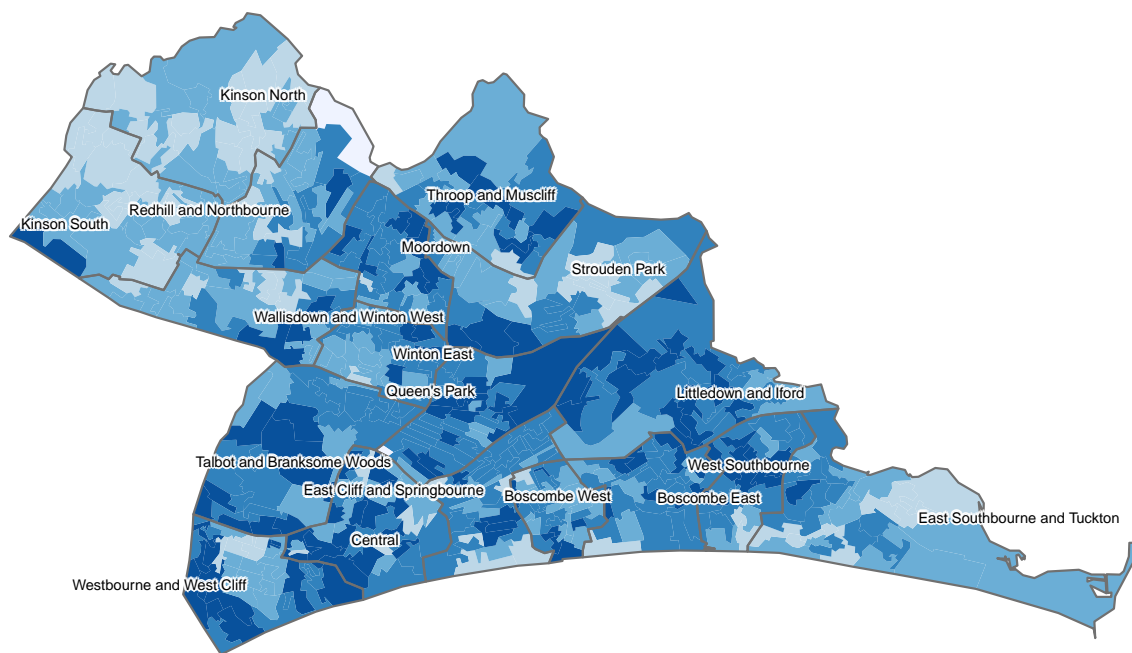 Kinson North
Throop and Muscliff
Redhill and Northbourne
Kinson South
Moordown
Strouden Park
Wallisdown and Winton West
Winton East
Queen's Park
Littledown and Iford
Talbot and Branksome Woods
West Southbourne
East Cliff and Springbourne
Boscombe West
Boscombe East
East Southbourne and Tuckton
Central
Westbourne and West Cliff